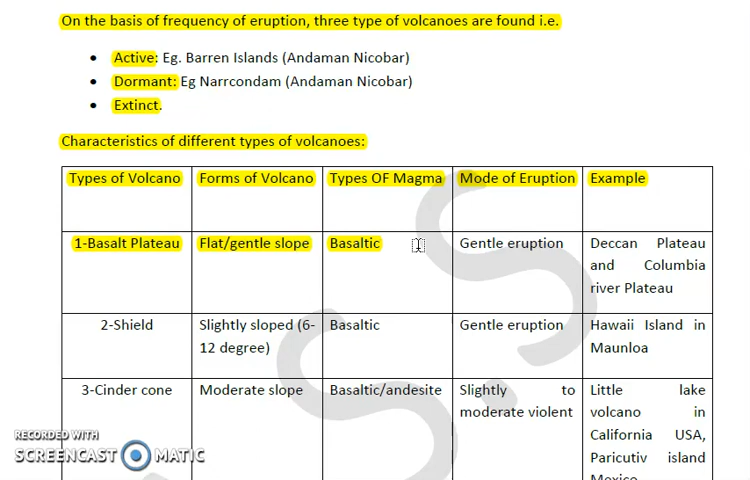 On the basis of frequency of eruption, three type of volcanoes are found i.e.
• Active: Eg. Barren Islands (Andaman Nicobar)
• Dormant: Eg Narrcondam (Andaman Nicobar)
• Extinct.
Characteristics of different types of volcanoes:
Types of Volcano Forms of Volcano Types OF Magma Mode of Eruption Example
1-Basalt Plateau Flat/gentle slope Basaltic Gentle eruption Deccan Plateau
and Columbia
river Plateau
2-Shield Slightly sloped (6- Basaltic Gentle eruption Hawaii Island in
12 degree) Maunloa
3-Cinder cone Moderate slope Basaltic/andesite Slightly to Little lake
moderate violent volcano in
California USA,
Paricutiv island
Mexico
RECORDED WITH
SCREENCAST MATIC
S.S